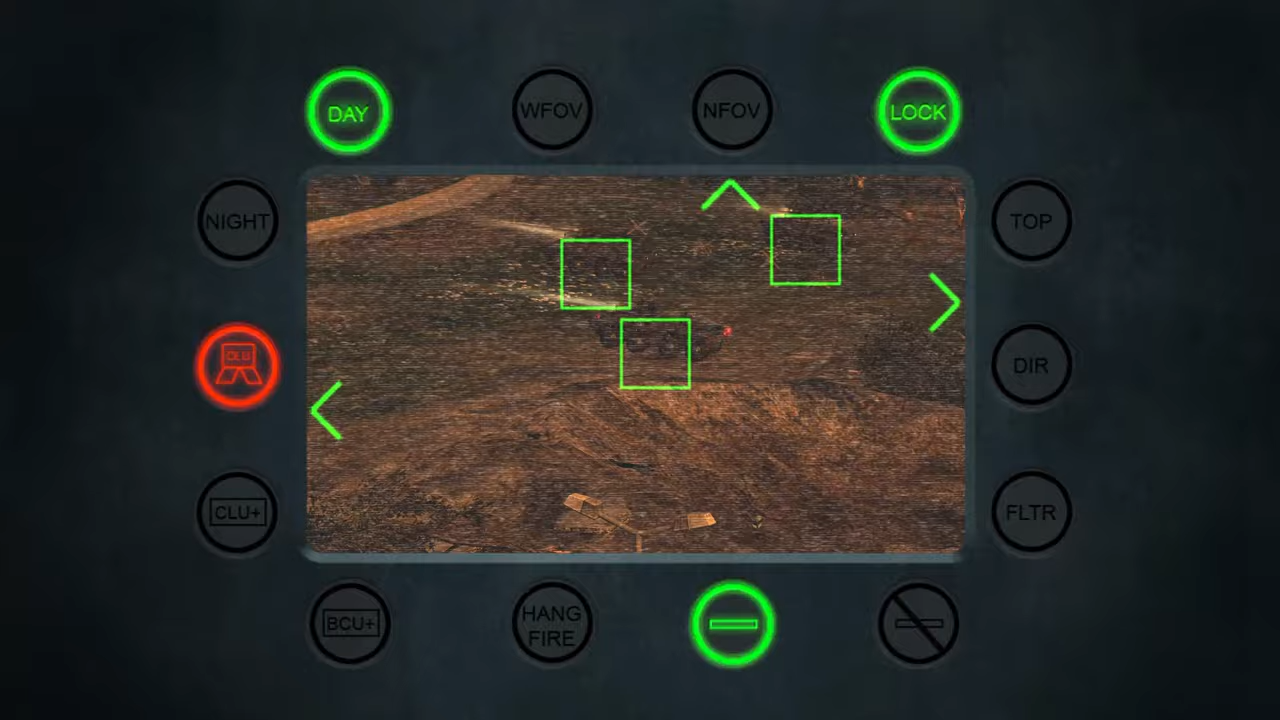 DAY
WFOV
NFOV
LOCK
NIGHT
TOP
CLU
DIR
CLU+
FLTR
BCU+
HANG
FIRE